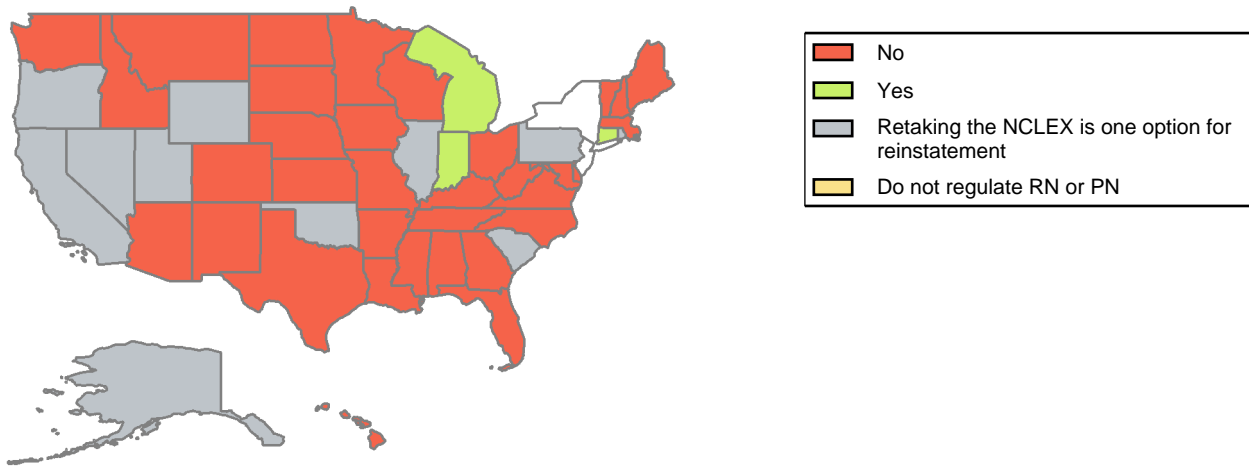 No
Yes
Retaking the NCLEX is one option for
reinstatement
Do not regulate RN or PN